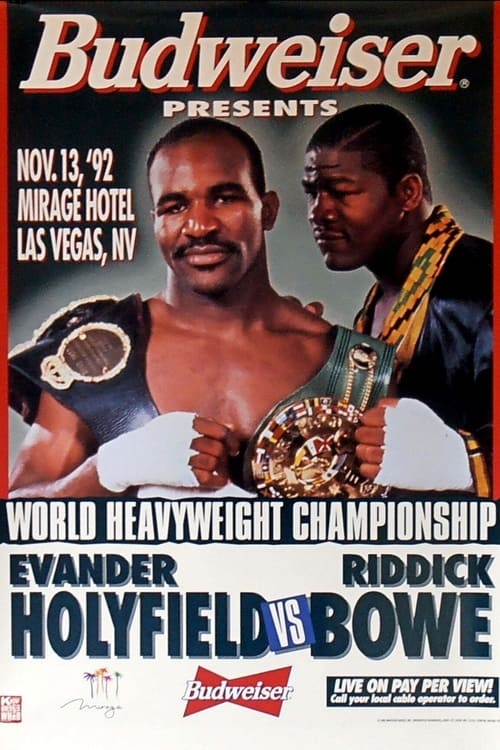 Budweiser®
PRESENTS
NOV. 13, '92
MIRAGE HOTEL
LAS VEGAS, NV
WORLD HEAVYWEIGHT CHAMPIONSHIP
EVANDER
HOLYFIELD
VS
RIDDICK
BOWE
Mirage
Budweiser
LIVE ON PAY PER VIEW!
Call your local cable operator to order.